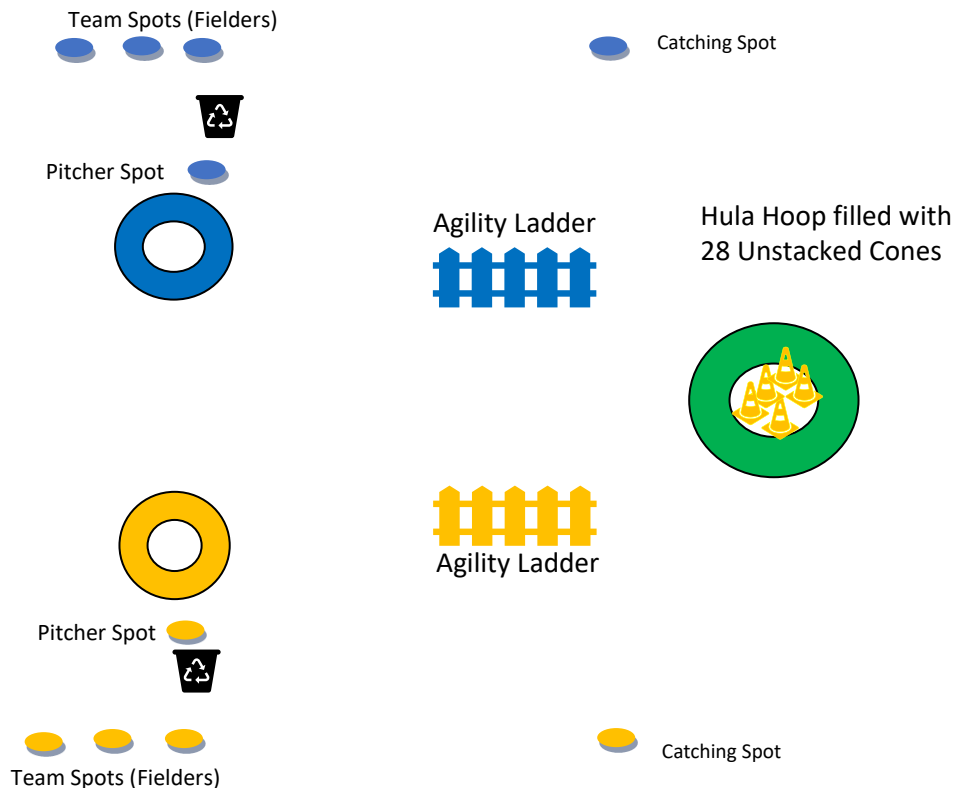 Team Spots (Fielders)
Catching Spot
Pitcher Spot
Agility Ladder
Hula Hoop filled with
28 Unstacked Cones
Agility Ladder
Pitcher Spot
Catching Spot
Team Spots (Fielders)